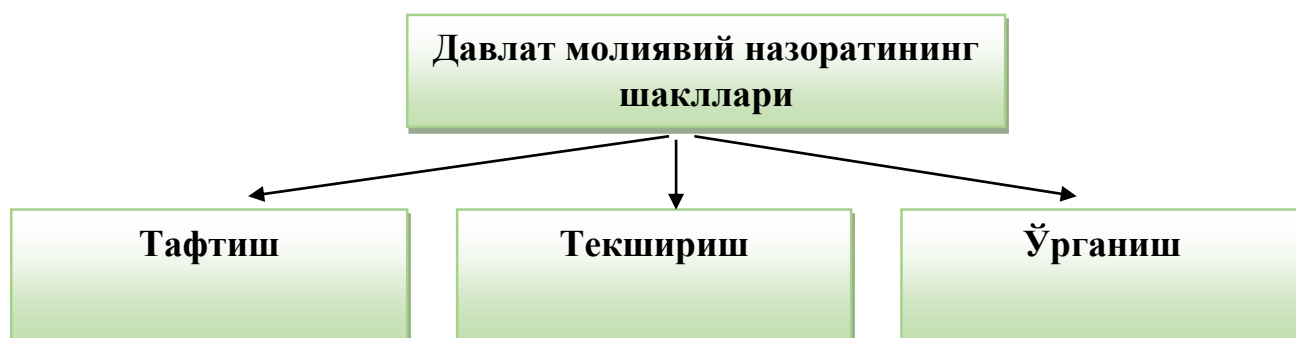 Давлат молиявий назоратининг
шакллари
Тафтиш
Текшириш
Ўрганиш